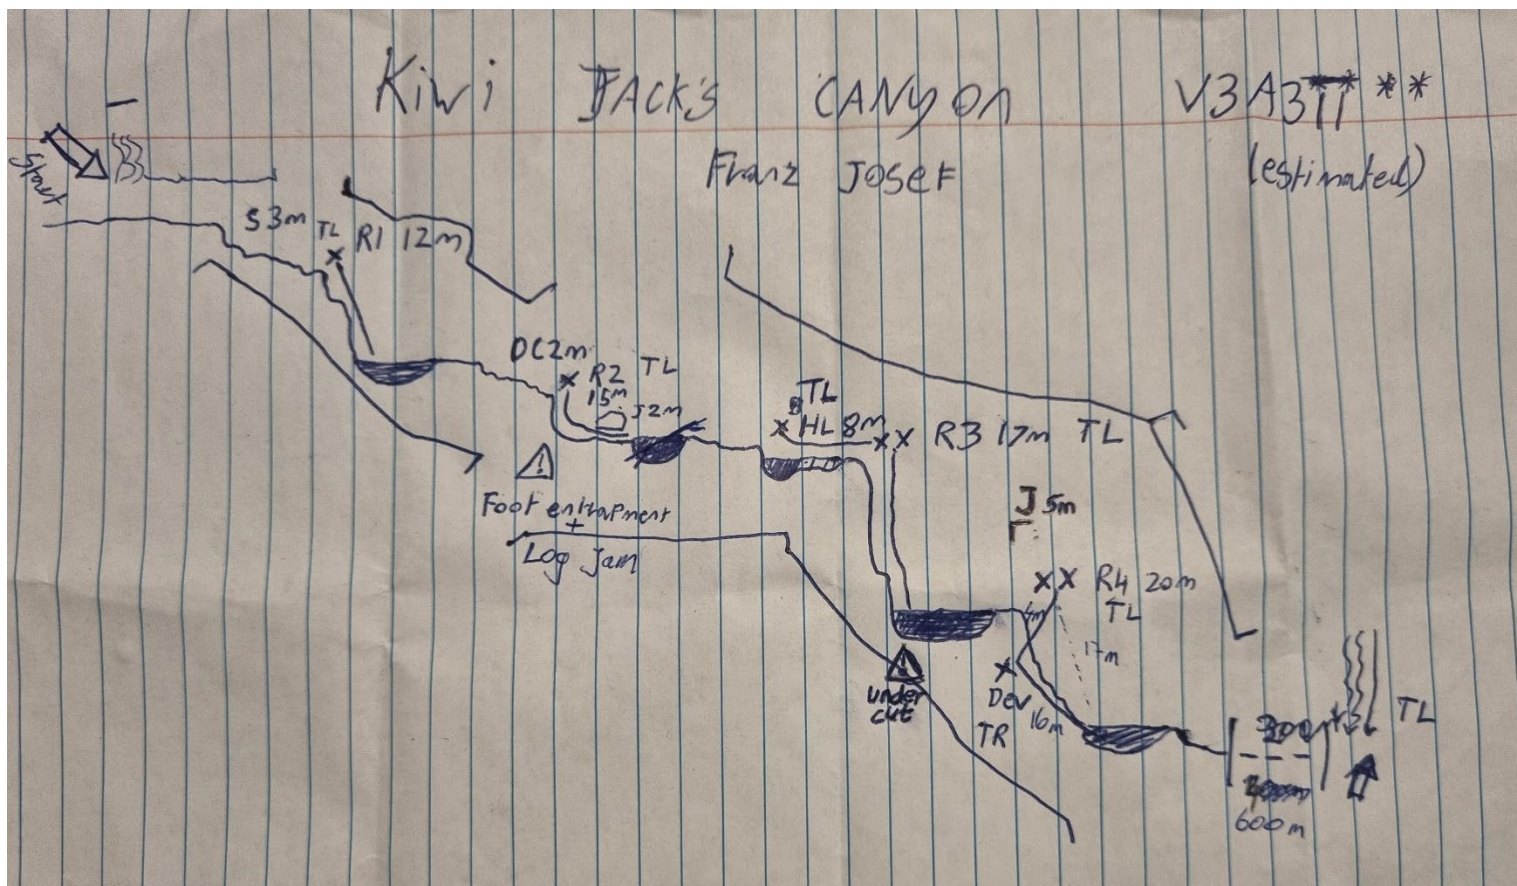 Kiwi JACK'S CANyON V3A3II ***
Franz Josef (estimated)
Start
S3m
TL
R1 12m
DC2m
R2 TL
15m
J2m
TL
HL 8m
R3 17m TL
Foot entrapment
+
Log Jam
J 5m
R4 20m
TL
4m
17m
under
cut
Dev 16m
TR
TL
600m